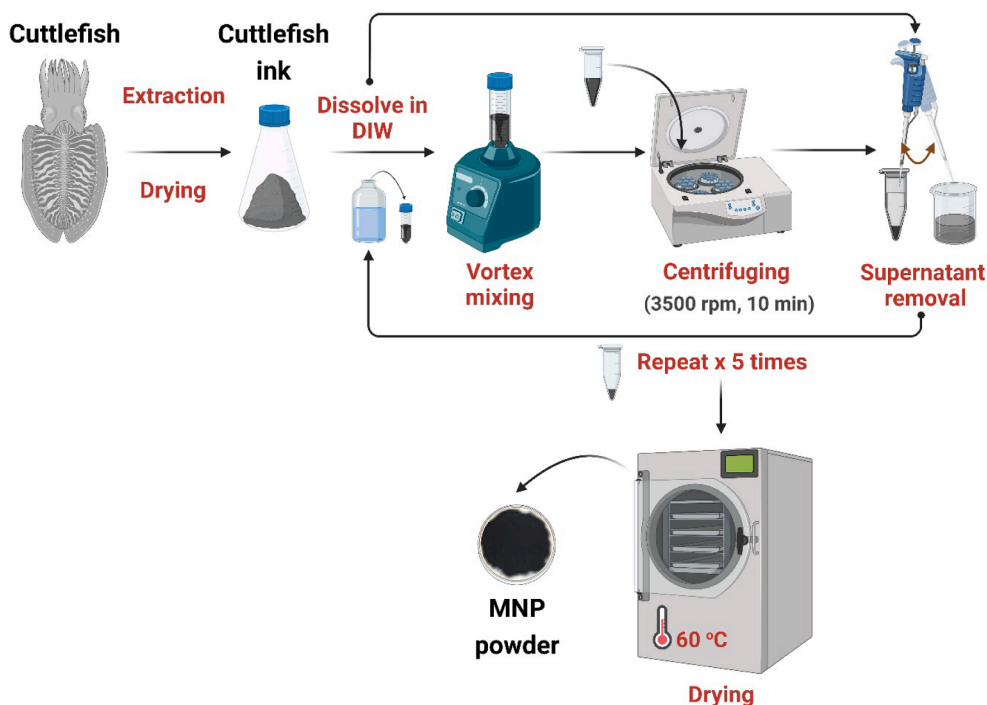 Cuttlefish
Extraction
Drying
Cuttlefish
ink
Dissolve in
DIW
Vortex
mixing
Centrifuging
(3500 rpm, 10 min)
Supernatant
removal
Repeat x 5 times
60 ºC
Drying
MNP
powder